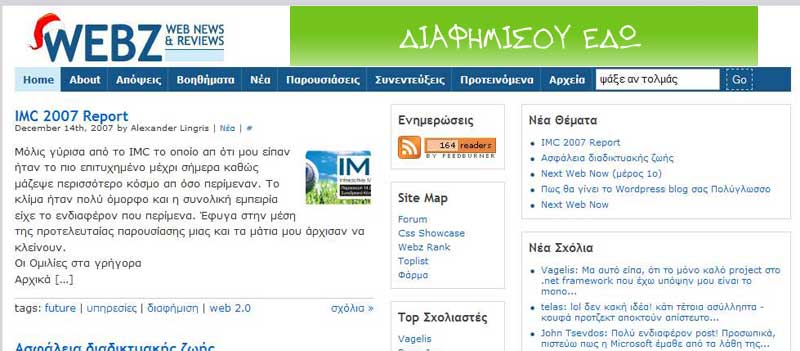 WEBZ
WEB NEWS
& REVIEWS
ΔΙΑΦΗΜΙΣΟΥ ΕΔΩ
Home About Απόψεις Βοηθήματα Νέα Παρουσιάσεις Συνεντεύξεις Προτεινόμενα Αρχεία ψάξε αν τολμάς Go
IMC 2007 Report
December 14th, 2007 by Alexander Lingris | Νέα | #
Μόλις γύρισα από το IMC το οποίο απ ότι μου είπαν
ήταν το πιο επιτυχημένο μέχρι σήμερα καθώς
μάζεψε περισσότερο κόσμο απ όσο περίμεναν. Το
κλίμα ήταν πολύ όμορφο και η συνολική εμπειρία
είχε το ενδιαφέρον που περίμενα. Έφυγα στην μέση
της προτελευταίας παρουσίασης μιας και τα μάτια μου άρχισαν να
κλείνουν.
Οι Ομιλίες στα γρήγορα
Αρχικά [...]
IM
tags: future | υπηρεσίες | διαφήμιση | web 2.0 σχόλια »
Ασφάλεια διαδικτυακής ζωής
Ενημερώσεις
164 readers
BY FEEDBURNER
Site Map
Forum
Css Showcase
Webz Rank
Toplist
Φάρμα
Top Σχολιαστές
Vagelis
Νέα Θέματα
IMC 2007 Report
Ασφάλεια διαδικτυακής ζωής
Next Web Now (μέρος 1ο)
Πως θα γίνει το Wordpress blog σας Πολύγλωσσο
Next Web Now
Νέα Σχόλια
Vagelis: Μα αυτό είπα, ότι το μόνο καλό project στο
.net framework που έχω υπόψην μου είναι το
mono...
telas: lol δεν κακή ιδέα! κάτι τέτοια ασύλληπτα -
κουφά προτζεκτ αποκτούν απίστευτο...
John Tsevdos: Πολύ ενδιαφέρον post! Προσωπικά,
πιστεύω πως η Microsoft έμαθε από τα λάθη της...